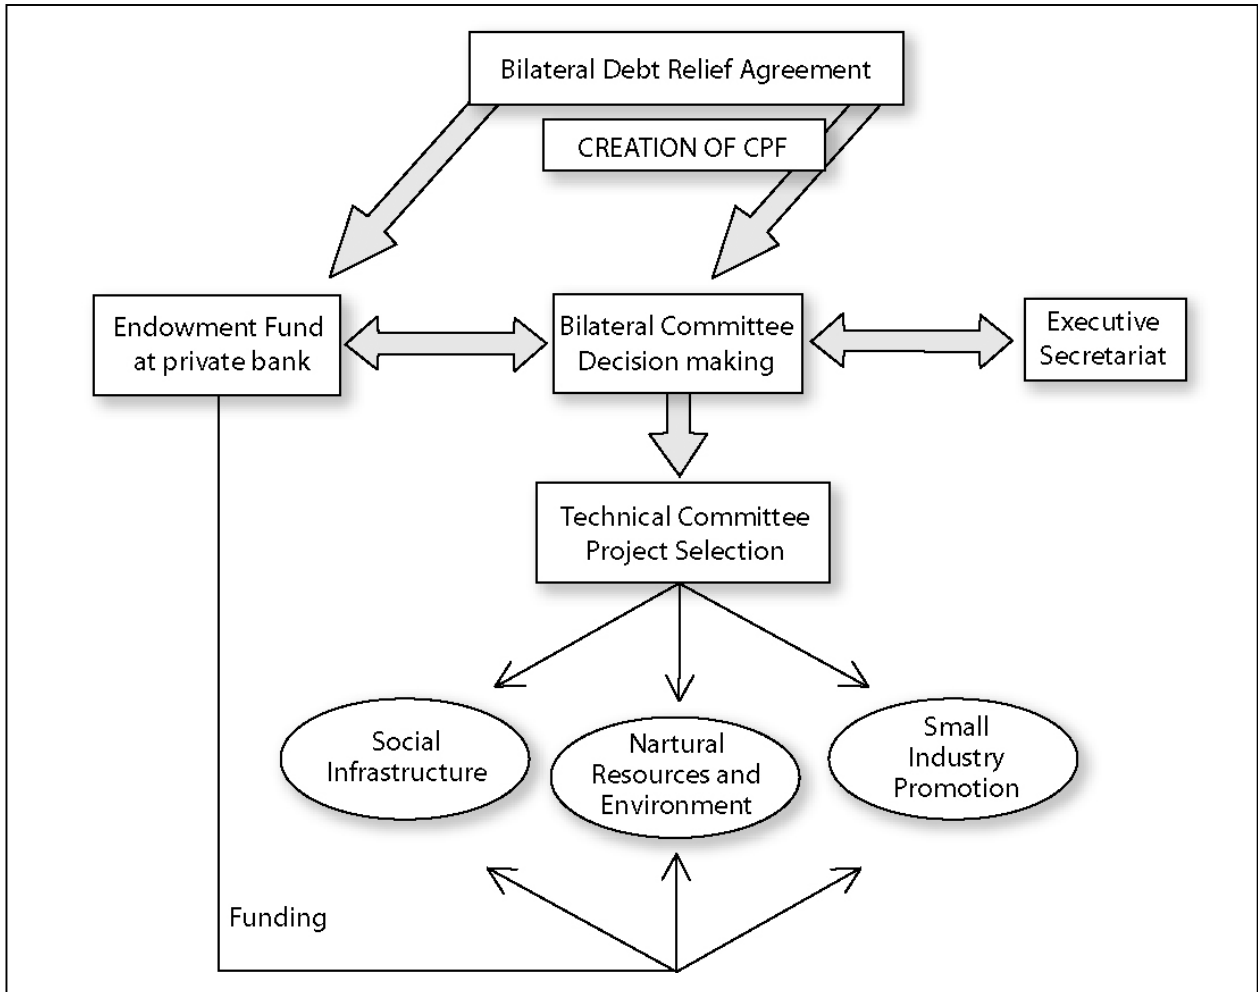 Bilateral Debt Relief Agreement
CREATION OF CPF
Endowment Fund
at private bank
Bilateral Committee
Decision making
Executive
Secretariat
Technical Committee
Project Selection
Social
Infrastructure
Nartural
Resources and
Environment
Small
Industry
Promotion
Funding